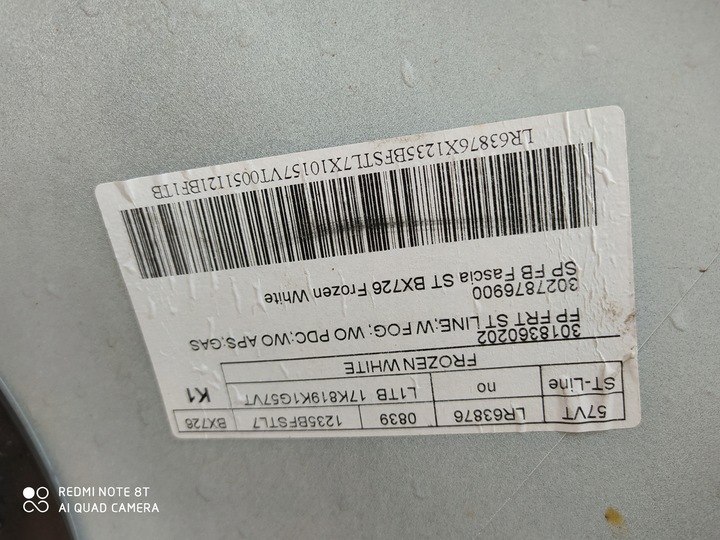 57VT LR63876 0839 1235BFSTL7 BX726
ST-Line no L1TB 17K819K1G57VT K1
FROZEN WHITE
3018360202
FP FRT ST LINE;W FOG; WO PDC;WO APS;GAS
3027876900
SP FB Fascia ST BX726 Frozen White
LR63876X1235BFSTL7X10157VT0051121BF1TB
REDMI NOTE 8T
AI QUAD CAMERA